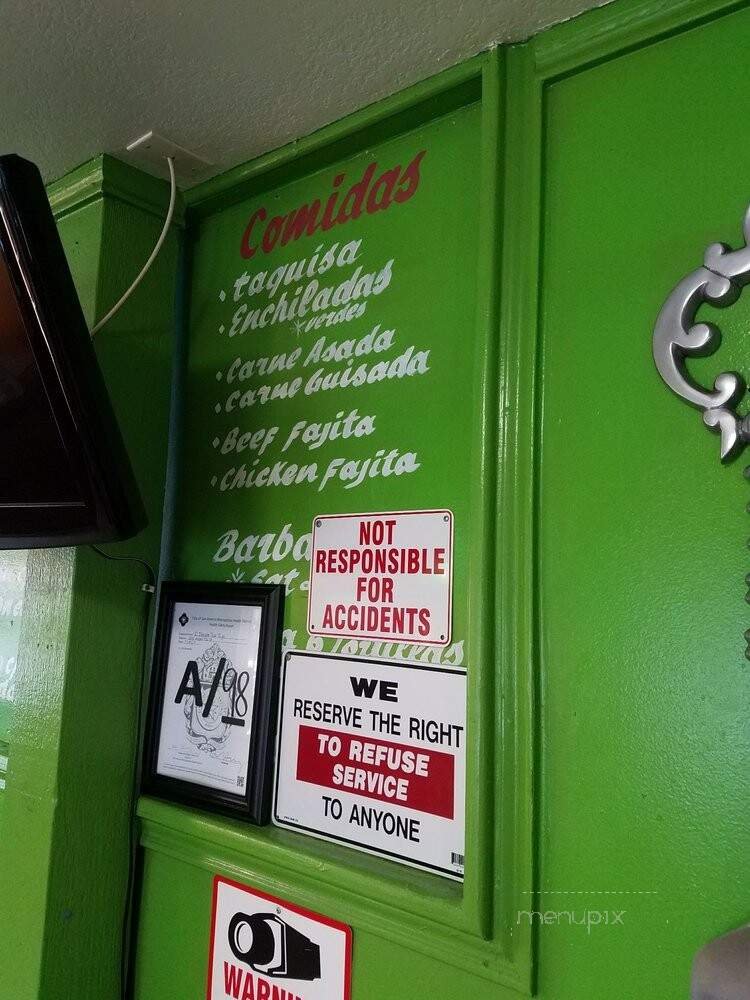 Comidas
• taquisa
• Enchiladas
*verdes
• Carne Asada
• Carne Guisada
• Beef Fajita
• Chicken Fajita
NOT
RESPONSIBLE
FOR
ACCIDENTS
A/98
WE
RESERVE THE RIGHT
TO REFUSE
SERVICE
TO ANYONE
menupix